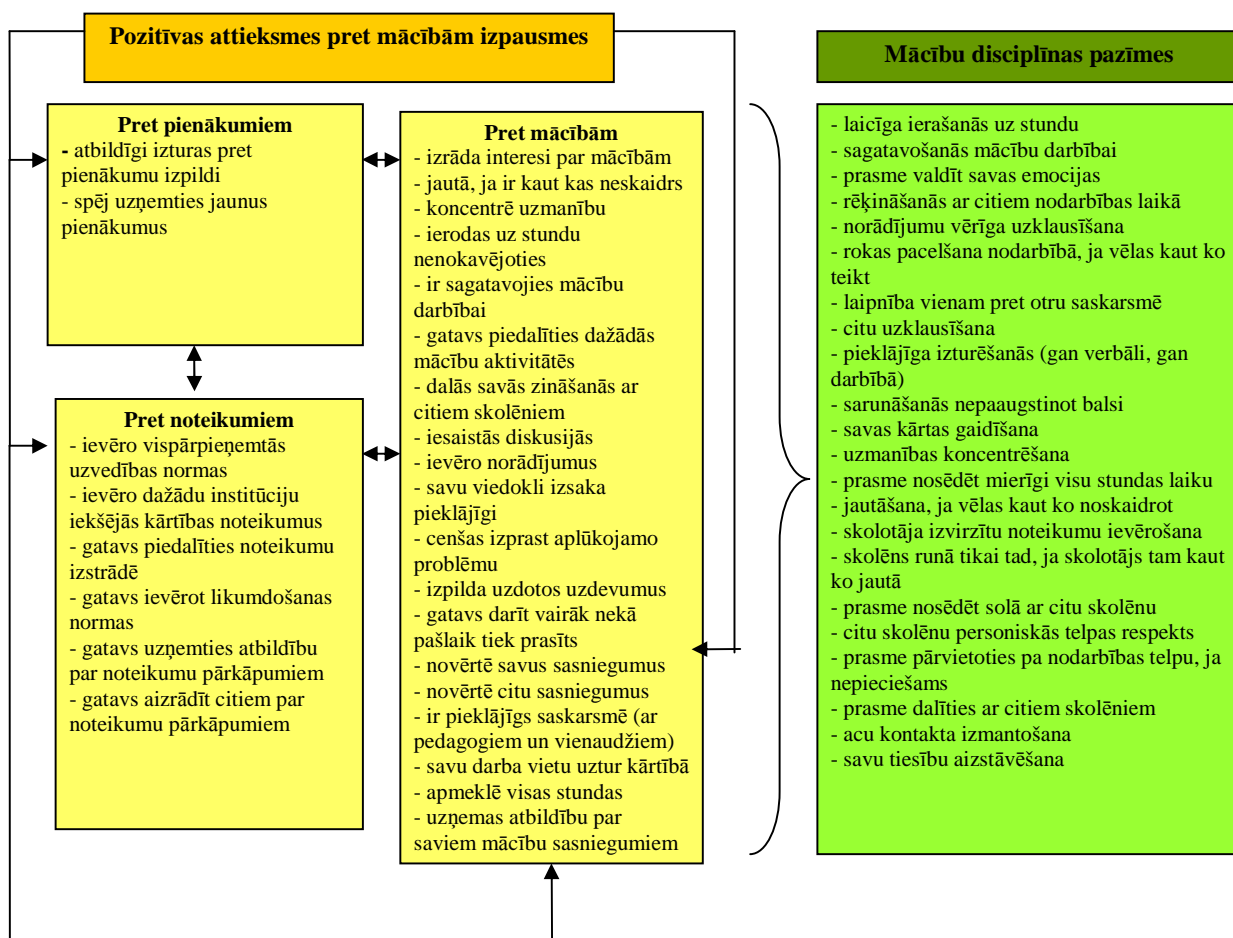 Pozitīvas attieksmes pret mācībām izpausmes
Mācību disciplīnas pazīmes
Pret pienākumiem
- atbildīgi izturas pret
pienākumu izpildi
- spēj uzņemties jaunus
pienākumus
Pret noteikumiem
- ievēro vispārpieņemtās
uzvedības normas
- ievēro dažādu institūciju
iekšējās kārtības noteikumus
- gatavs piedalīties noteikumu
izstrādē
- gatavs ievērot likumdošanas
normas
- gatavs uzņemties atbildību
par noteikumu pārkāpumiem
- gatavs aizrādīt citiem par
noteikumu pārkāpumiem
Pret mācībām
- izrāda interesi par mācībām
- jautā, ja ir kaut kas neskaidrs
- koncentrē uzmanību
- ierodas uz stundu
nenokavējoties
- ir sagatavojies mācību
darbībai
- gatavs piedalīties dažādās
mācību aktivitātēs
- dalās savās zināšanās ar
citiem skolēniem
- iesaistās diskusijās
- ievēro norādījumus
- savu viedokli izsaka
pieklājīgi
- cenšas izprast aplūkojamo
problēmu
- izpilda uzdotos uzdevumus
- gatavs darīt vairāk nekā
pašlaik tiek prasīts
- novērtē savus sasniegumus
- novērtē citu sasniegumus
- ir pieklājīgs saskarsmē (ar
pedagogiem un vienaudžiem)
- savu darba vietu uztur kārtībā
- apmeklē visas stundas
- uzņemas atbildību par
saviem mācību sasniegumiem
- laicīga ierašanās uz stundu
- sagatavošanās mācību darbībai
- prasme valdīt savas emocijas
- rēķināšanās ar citiem nodarbības laikā
- norādījumu vērīga uzklausīšana
- rokas pacelšana nodarbībā, ja vēlas kaut ko
teikt
- laipnība vienam pret otru saskarsmē
- citu uzklausīšana
- pieklājīga izturēšanās (gan verbāli, gan
darbībā)
- sarunāšanās nepaaugstinot balsi
- savas kārtas gaidīšana
- uzmanības koncentrēšana
- prasme nosēdēt mierīgi visu stundas laiku
- jautāšana, ja vēlas kaut ko noskaidrot
- skolotāja izvirzītu noteikumu ievērošana
- skolēns runā tikai tad, ja skolotājs tam kaut
ko jautā
- prasme nosēdēt solā ar citu skolēnu
- citu skolēnu personiskās telpas respekts
- prasme pārvietoties pa nodarbības telpu, ja
nepieciešams
- prasme dalīties ar citiem skolēniem
- acu kontakta izmantošana
- savu tiesību aizstāvēšana